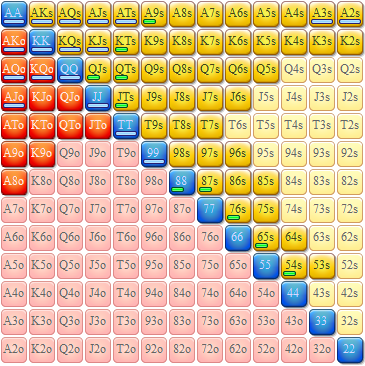 AA AKs AQs AJs ATs A9s A8s A7s A6s A5s A4s A3s A2s
AKo KK KQs KJs KTs K9s K8s K7s K6s K5s K4s K3s K2s
AQo KQo QQ QJs QTs Q9s Q8s Q7s Q6s Q5s Q4s Q3s Q2s
AJo KJo QJo JJ JTs J9s J8s J7s J6s J5s J4s J3s J2s
ATo KTo QTo JTo TT T9s T8s T7s T6s T5s T4s T3s T2s
A9o K9o Q9o J9o T9o 99 98s 97s 96s 95s 94s 93s 92s
A8o K8o Q8o J8o T8o 98o 88 87s 86s 85s 84s 83s 82s
A7o K7o Q7o J7o T7o 97o 87o 77 76s 75s 74s 73s 72s
A6o K6o Q6o J6o T6o 96o 86o 76o 66 65s 64s 63s 62s
A5o K5o Q5o J5o T5o 95o 85o 75o 65o 55 54s 53s 52s
A4o K4o Q4o J4o T4o 94o 84o 74o 64o 54o 44 43s 42s
A3o K3o Q3o J3o T3o 93o 83o 73o 63o 53o 43o 33 32s
A2o K2o Q2o J2o T2o 92o 82o 72o 62o 52o 42o 32o 22